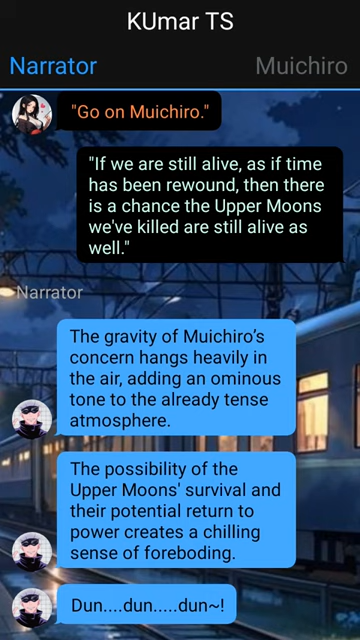 KUmar TS
Narrator
Muichiro
"Go on Muichiro."
"If we are still alive, as if time
has been rewound, then there
is a chance the Upper Moons
we've killed are still alive as
well."
Narrator
The gravity of Muichiro's
concern hangs heavily in
the air, adding an ominous
tone to the already tense
atmosphere.
The possibility of the
Upper Moons' survival and
their potential return to
power creates a chilling
sense of foreboding.
Dun....dun.....dun~!